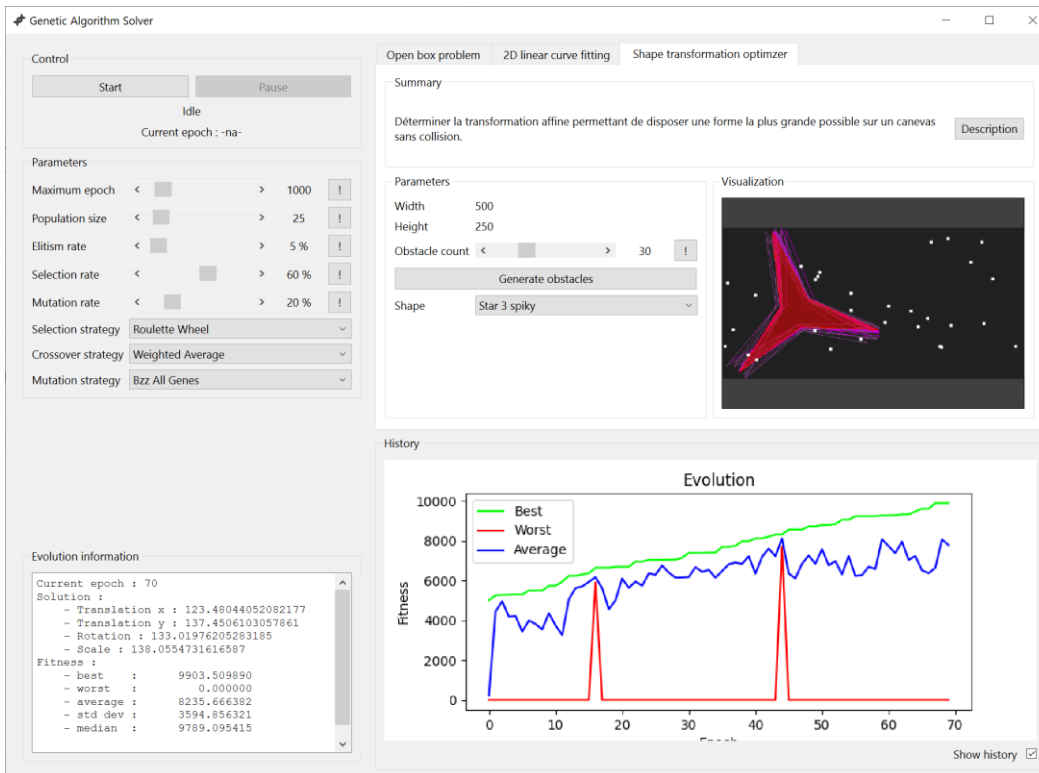 Genetic Algorithm Solver
Control
Start
Pause
Idle
Current epoch : -na-
Parameters
Maximum epoch < > 1000 !
Population size < > 25 !
Elitism rate < > 5 % !
Selection rate < > 60 % !
Mutation rate < > 20 % !
Selection strategy Roulette Wheel
Crossover strategy Weighted Average
Mutation strategy Bzz All Genes
Evolution information
Current epoch : 70
Solution :
- Translation x : 123.48044052082177
- Translation y : 137.4506103057861
- Rotation : 133.01976205283185
- Scale : 138.0554731616587
Fitness :
- best : 9903.509890
- worst : 0.000000
- average : 8235.666382
- std dev : 3594.856321
- median : 9789.095415
Open box problem
2D linear curve fitting
Shape transformation optimzer
Summary
Déterminer la transformation affine permettant de disposer une forme la plus grande possible sur un canevas
sans collision.
Description
Parameters
Width 500
Height 250
Obstacle count < > 30 !
Generate obstacles
Shape Star 3 spiky
Visualization
History
Evolution
Best
Worst
Average
Fitness
10000
8000
6000
4000
2000
0
0 10 20 30 40 50 60 70
Epoch
Show history